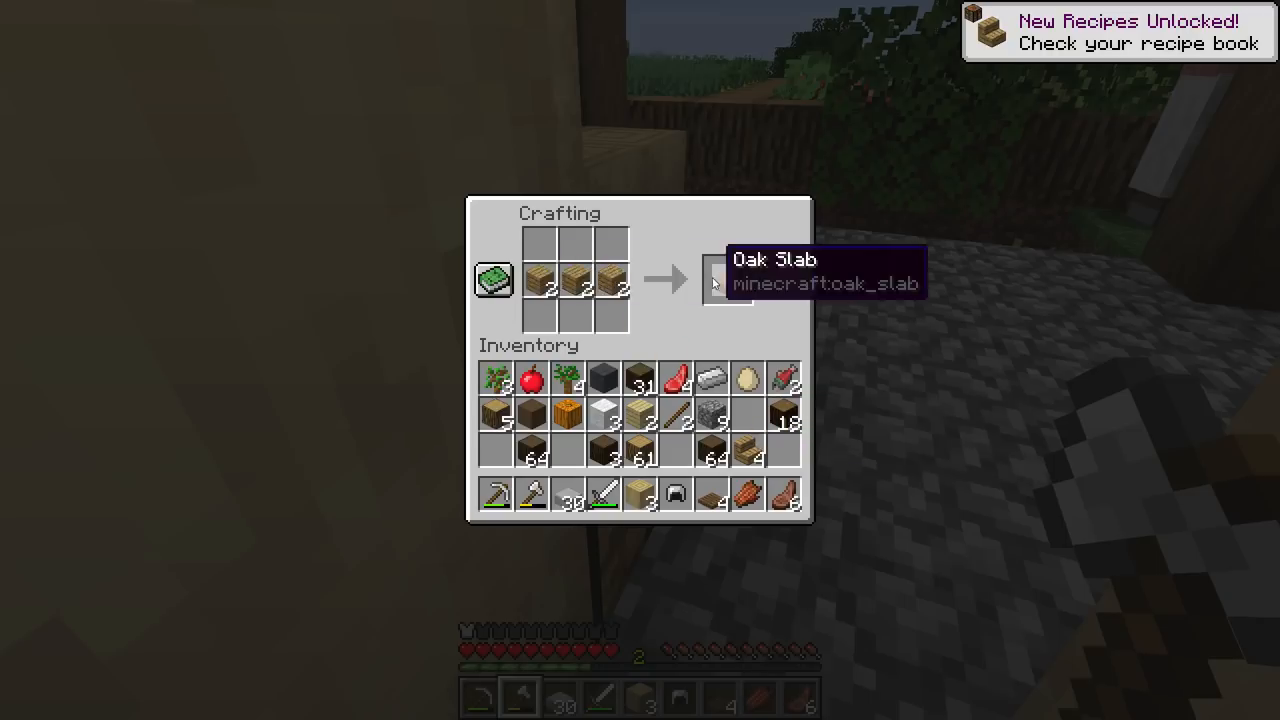 New Recipes Unlocked!
Check your recipe book
Crafting
Oak Slab
minecraft:oak_slab
2 2 2
Inventory
3 4 31 4 2
5 3 2 2 9 18
64 3 61 64 4
30 3 4 6
2
30 3 4 6